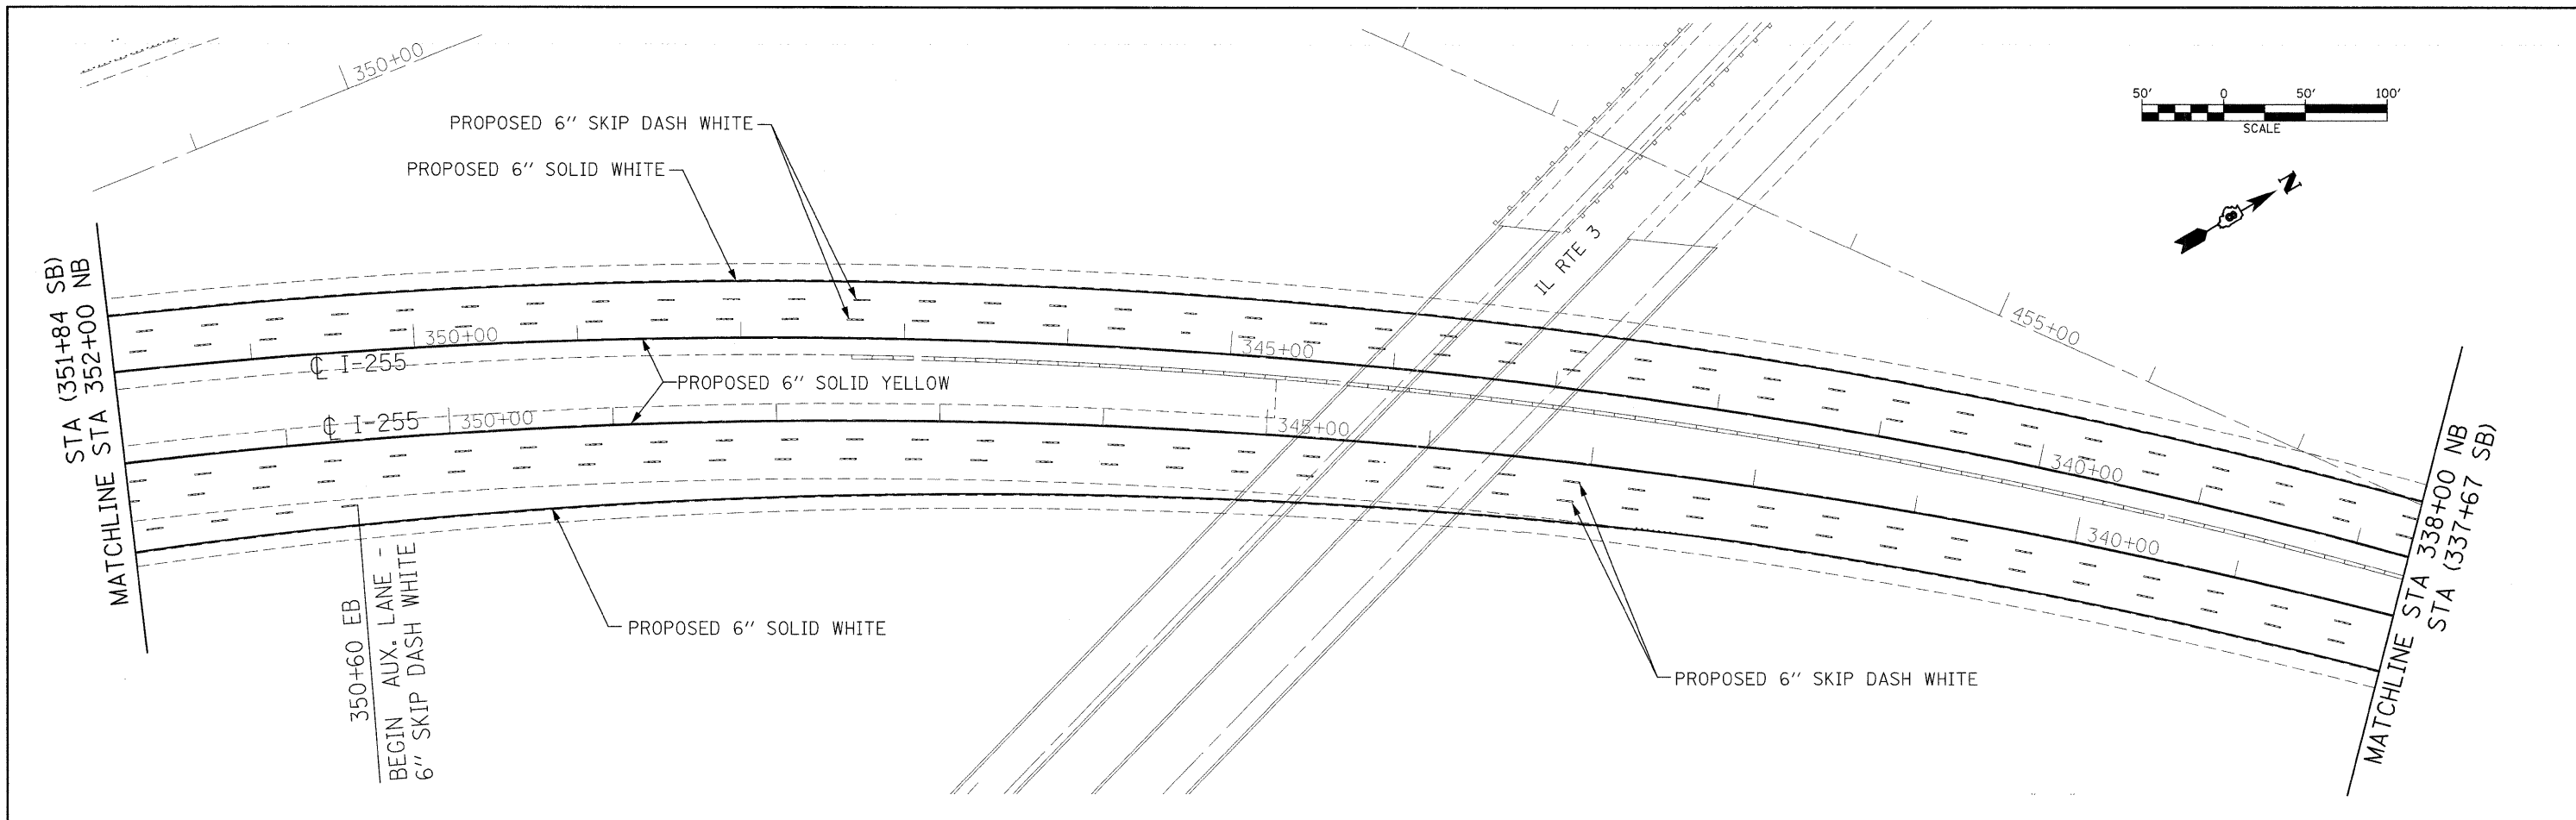 350+00
50' 0 50' 100'
SCALE
N
PROPOSED 6" SKIP DASH WHITE
PROPOSED 6" SOLID WHITE
IL RTE 3
455+00
STA (351+84 SB)
MATCHLINE STA 352+00 NB
350+00
345+00
℄ I-255
PROPOSED 6" SOLID YELLOW
℄ I-255
350+00
345+00
340+00
340+00
MATCHLINE STA 338+00 NB
STA (337+67 SB)
350+60 EB
BEGIN AUX. LANE -
6" SKIP DASH WHITE
PROPOSED 6" SOLID WHITE
PROPOSED 6" SKIP DASH WHITE